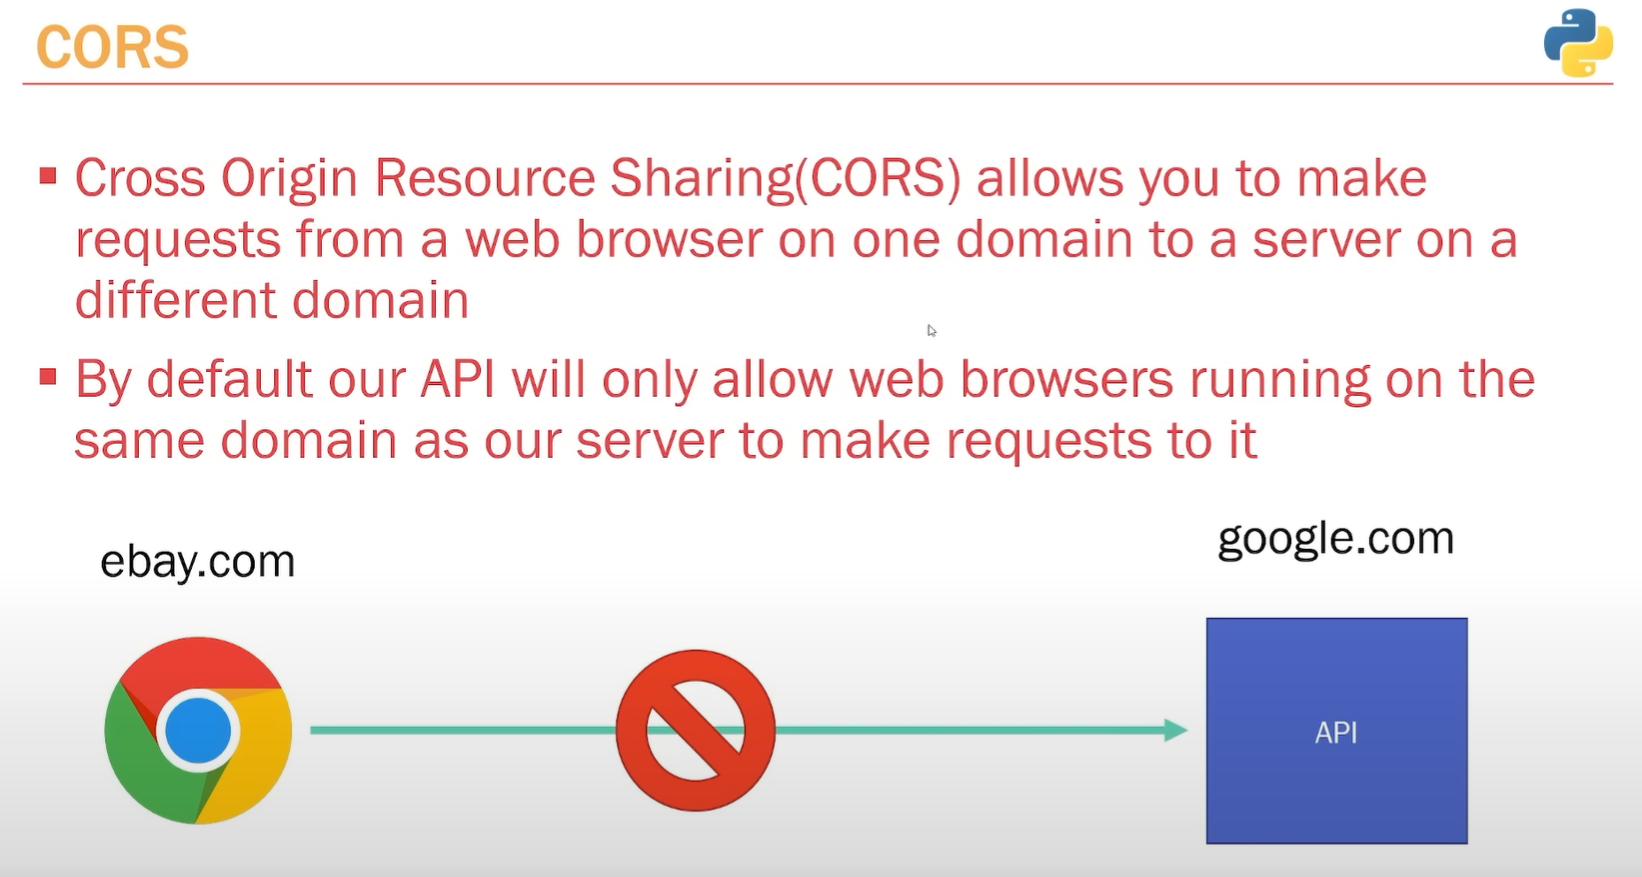 CORS
Cross Origin Resource Sharing(CORS) allows you to make
requests from a web browser on one domain to a server on a
different domain
By default our API will only allow web browsers running on the
same domain as our server to make requests to it
ebay.com
google.com
API